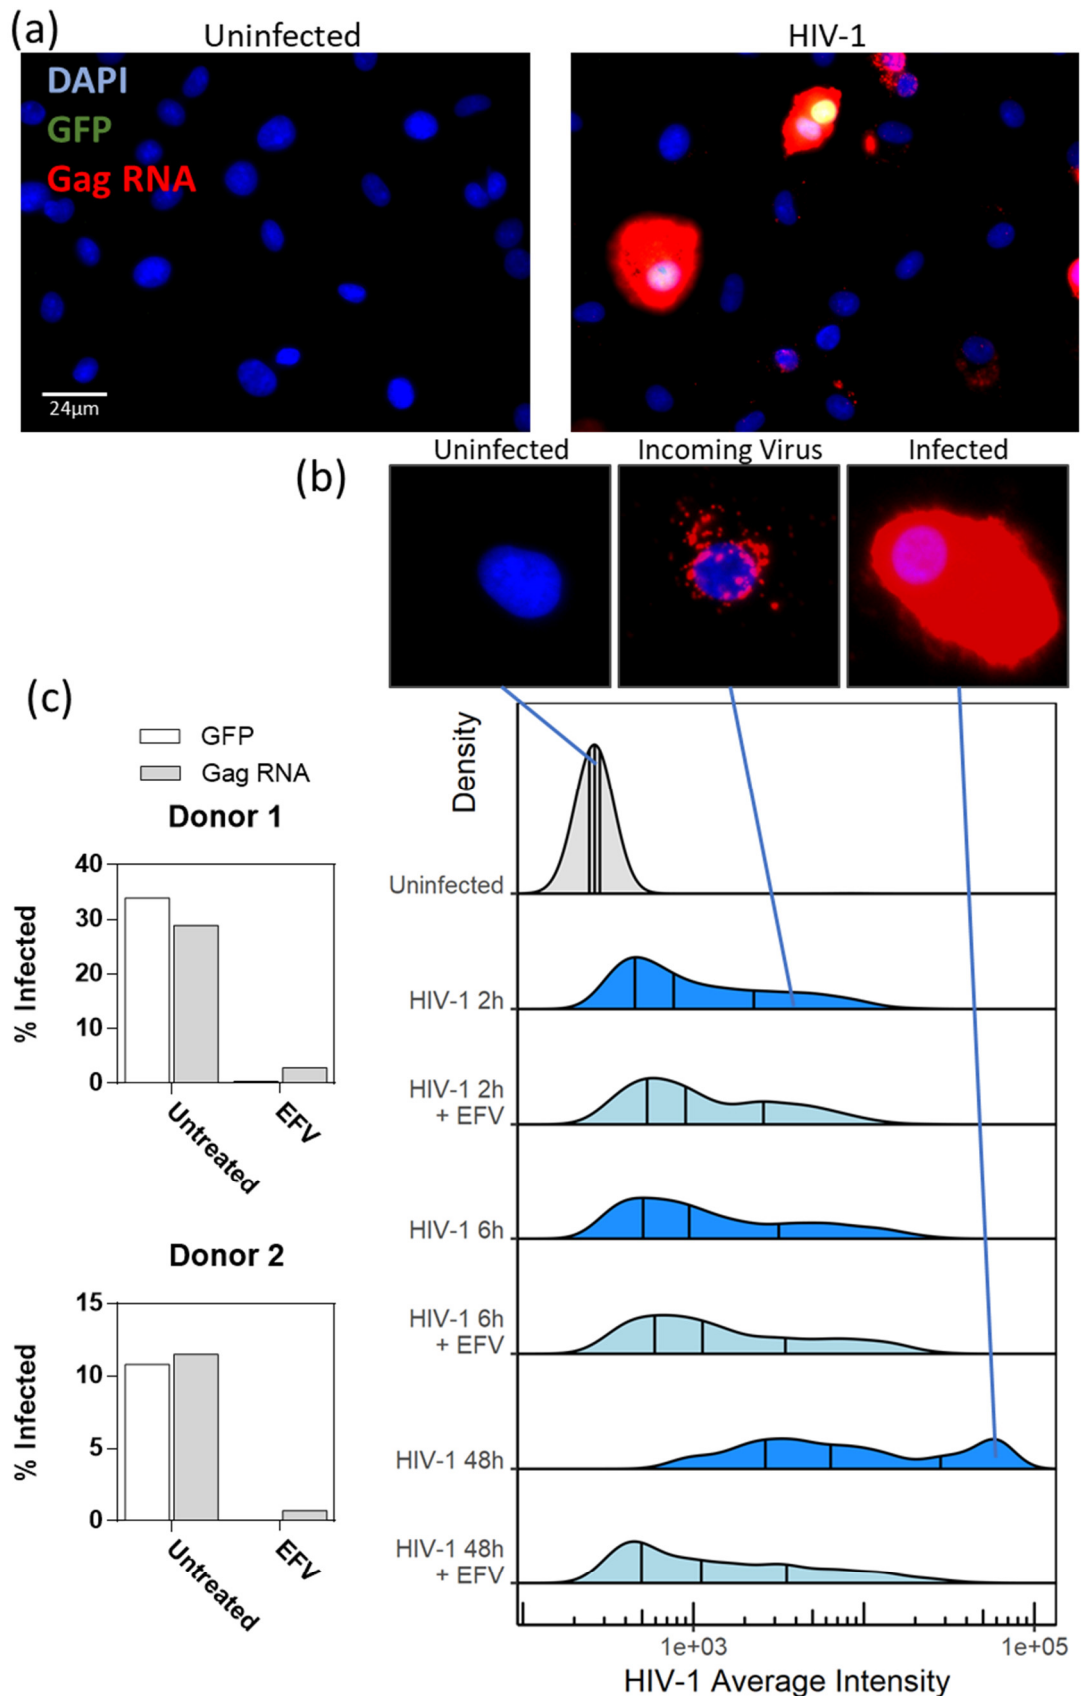 (a)
Uninfected
HIV-1
DAPI
GFP
Gag RNA
24µm
(b)
Uninfected
Incoming Virus
Infected
(c)
GFP
Gag RNA
Donor 1
% Infected
40
30
20
10
0
Untreated
EFV
Donor 2
% Infected
15
10
5
0
Untreated
EFV
Density
Uninfected
HIV-1 2h
HIV-1 2h
+ EFV
HIV-1 6h
HIV-1 6h
+ EFV
HIV-1 48h
HIV-1 48h
+ EFV
1e+03
1e+05
HIV-1 Average Intensity